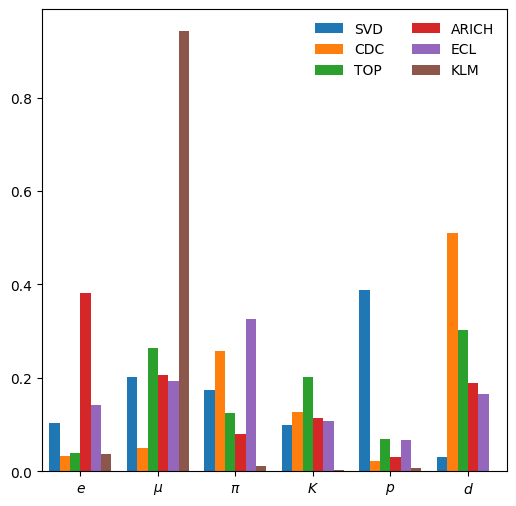 SVD ARICH
CDC ECL
TOP KLM
0.8
0.6
0.4
0.2
0.0
e μ π K p d